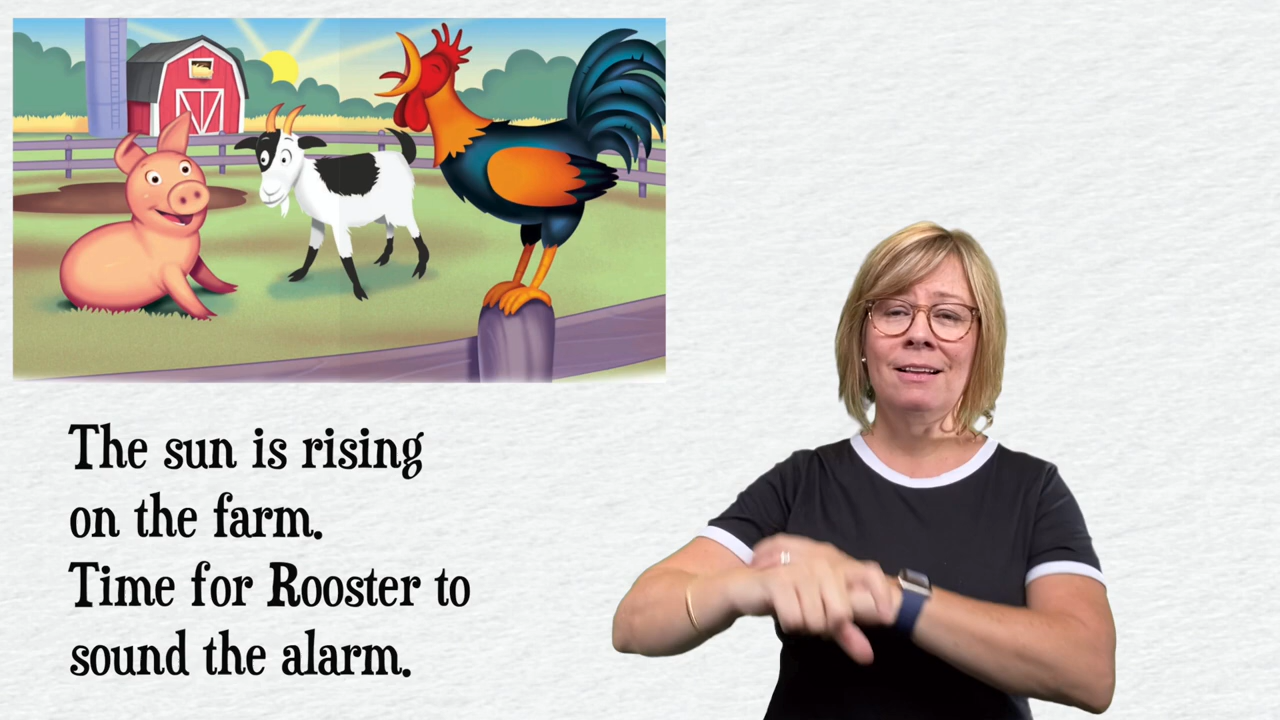 The sun is rising
on the farm.
Time for Rooster to
sound the alarm.